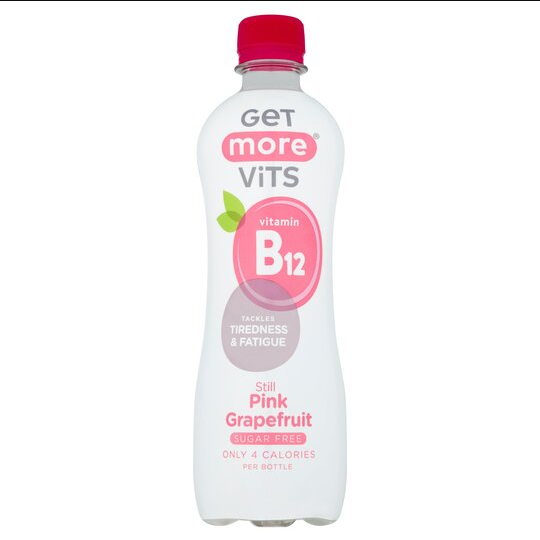 GeT
more®
ViTS
vitamin
B12
TACKLES
TIREDNESS
& FATIGUE
Still
Pink
Grapefruit
SUGAR FREE
ONLY 4 CALORIES
PER BOTTLE